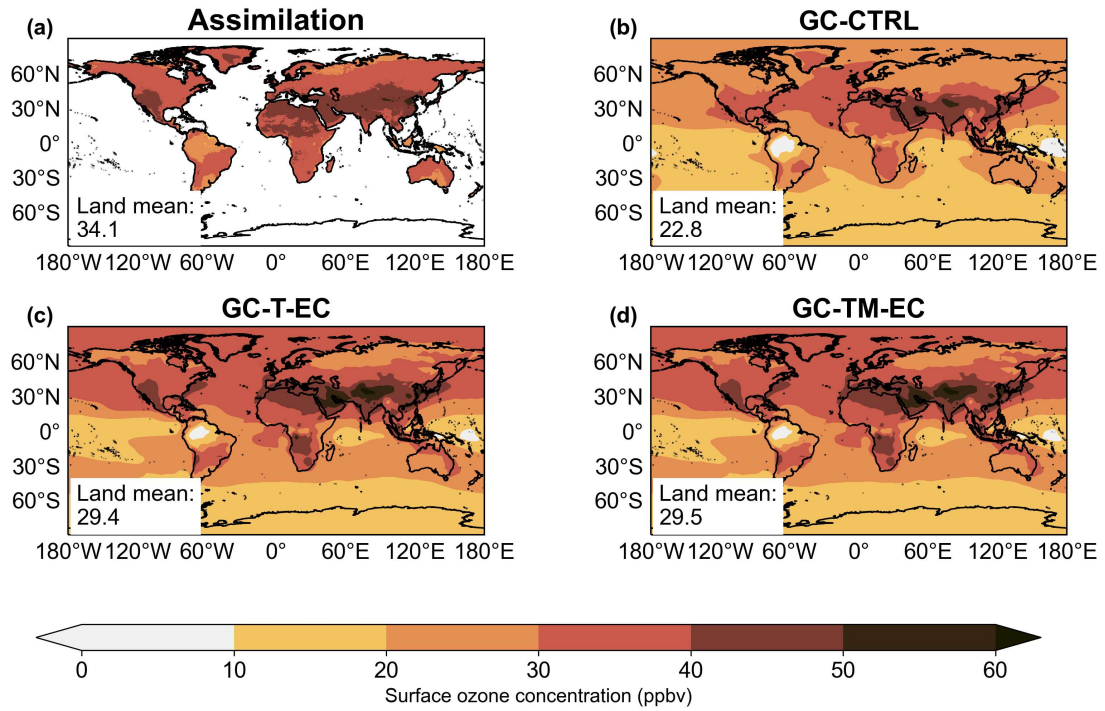 (a) Assimilation
60°N
30°N
0°
30°S
60°S
Land mean:
34.1
180°W 120°W 60°W 0° 60°E 120°E 180°E
(b) GC-CTRL
60°N
30°N
0°
30°S
60°S
Land mean:
22.8
180°W 120°W 60°W 0° 60°E 120°E 180°E
(c) GC-T-EC
60°N
30°N
0°
30°S
60°S
Land mean:
29.4
180°W 120°W 60°W 0° 60°E 120°E 180°E
(d) GC-TM-EC
60°N
30°N
0°
30°S
60°S
Land mean:
29.5
180°W 120°W 60°W 0° 60°E 120°E 180°E
0 10 20 30 40 50 60
Surface ozone concentration (ppbv)